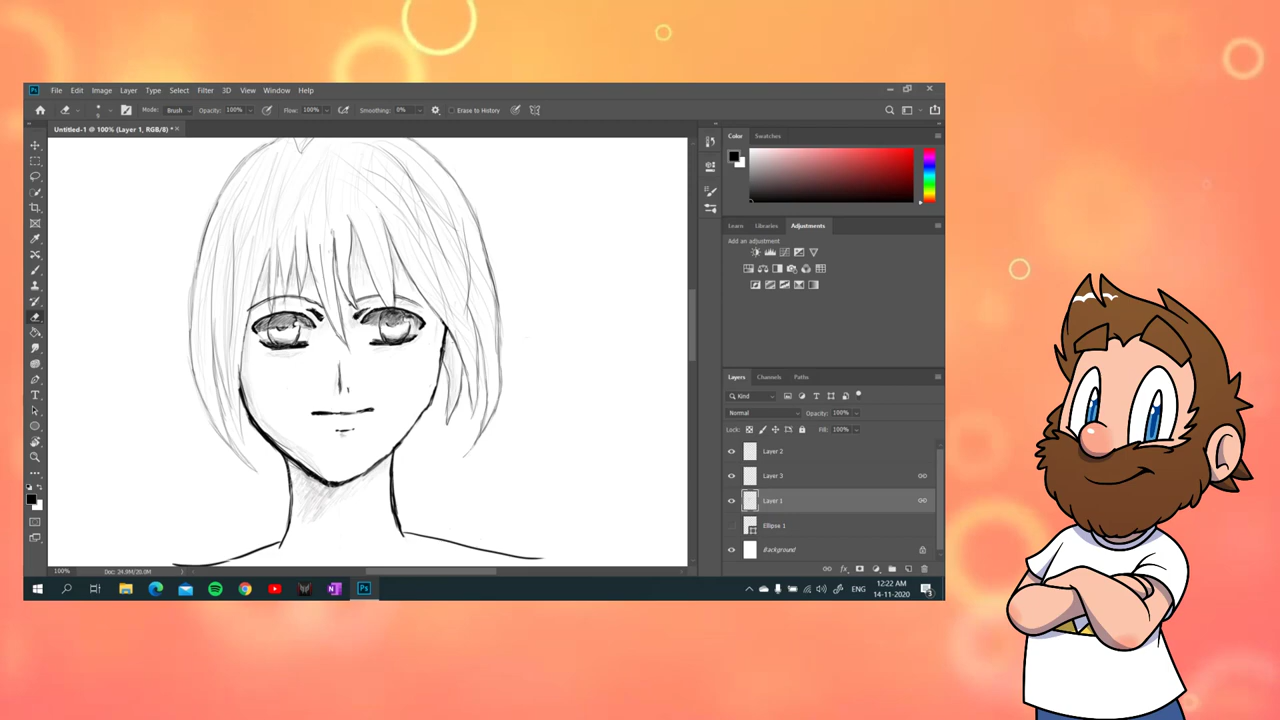 Ps File Edit Image Layer Type Select Filter 3D View Window Help
Mode: Brush Opacity: 100% Flow: 100% Smoothing: 0% Erase to History
Untitled-1 @ 100% (Layer 1, RGB/8) * ×
Color Swatches
Learn Libraries Adjustments
Add an adjustment
Layers Channels Paths
Kind
Normal Opacity: 100%
Lock: Fill: 100%
Layer 2
Layer 3
Layer 1
Ellipse 1
Background
100% Doc: 24.9M/20.0M
Ps ENG 12:22 AM
14-11-2020 3